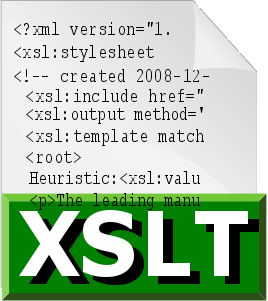 <?xml version="1.
<xsl:stylesheet
<!-- created 2008-12-
<xsl:include href="
<xsl:output method='
<xsl:template match
<root>
Heuristic:<xsl:valu
<p>The leading manu
XSLT